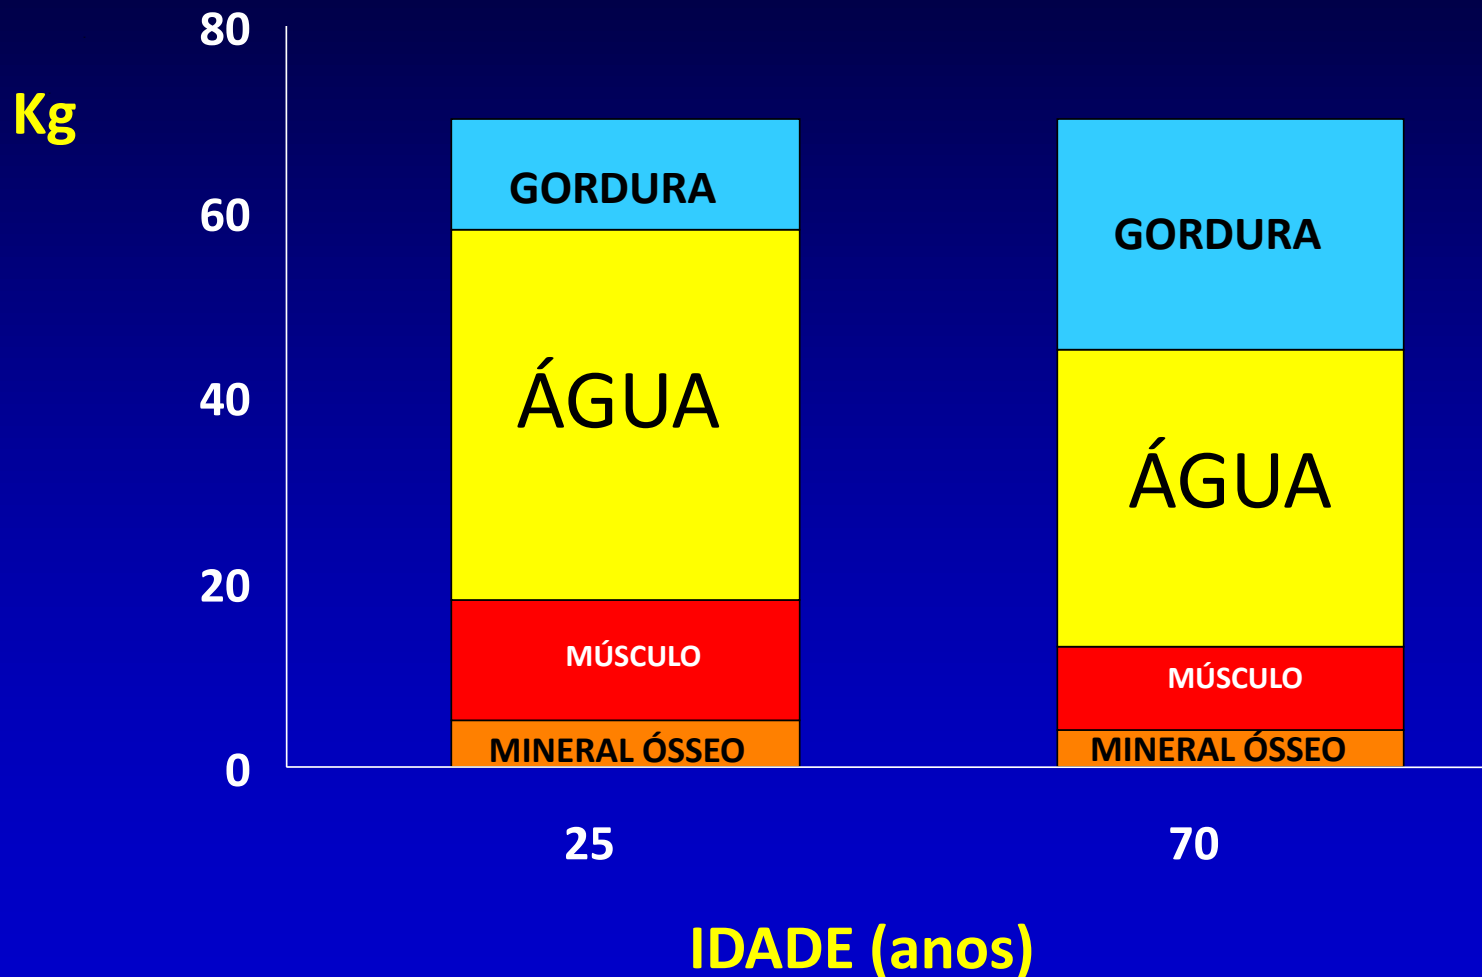 80
Kg
60
40
20
0
GORDURA
ÁGUA
MÚSCULO
MINERAL ÓSSEO
GORDURA
ÁGUA
MÚSCULO
MINERAL ÓSSEO
25
70
IDADE (anos)